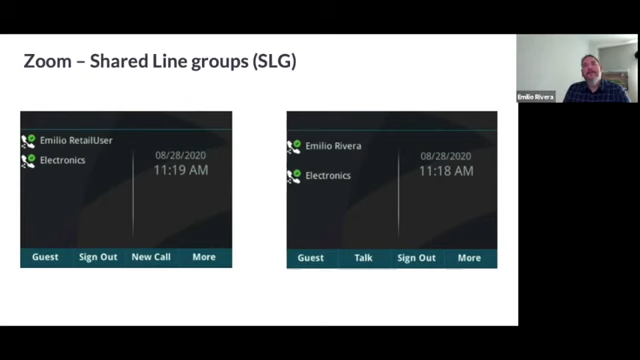 Zoom – Shared Line groups (SLG)
Emilio RetailUser
Electronics
08/28/2020
11:19 AM
Guest Sign Out New Call More
Emilio Rivera
Electronics
08/28/2020
11:18 AM
Guest Talk Sign Out More
Emilio Rivera